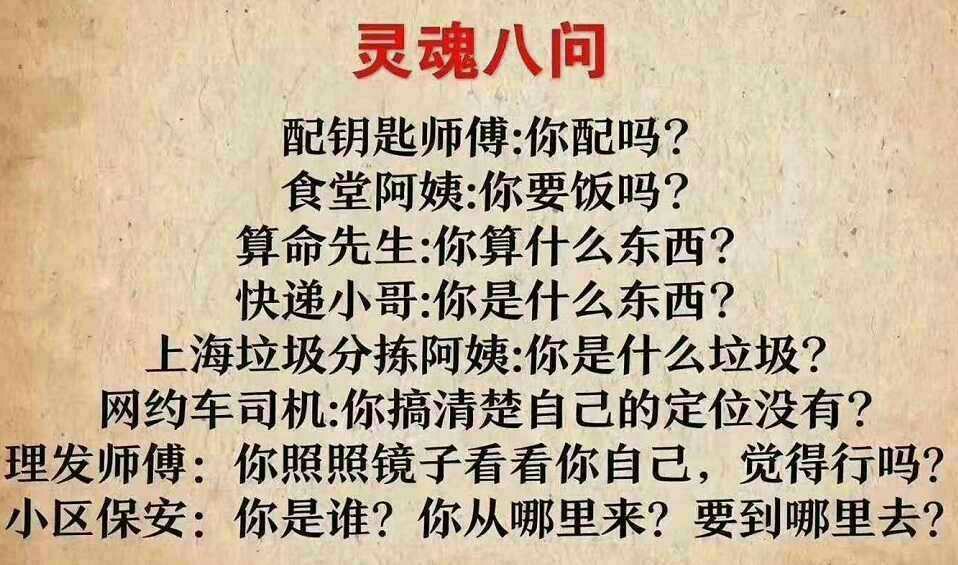 灵魂八问
配钥匙师傅:你配吗?
食堂阿姨:你要饭吗?
算命先生:你算什么东西?
快递小哥:你是什么东西?
上海垃圾分拣阿姨:你是什么垃圾?
网约车司机:你搞清楚自己的定位没有?
理发师傅：你照照镜子看看你自己，觉得行吗?
小区保安：你是谁？你从哪里来？要到哪里去?